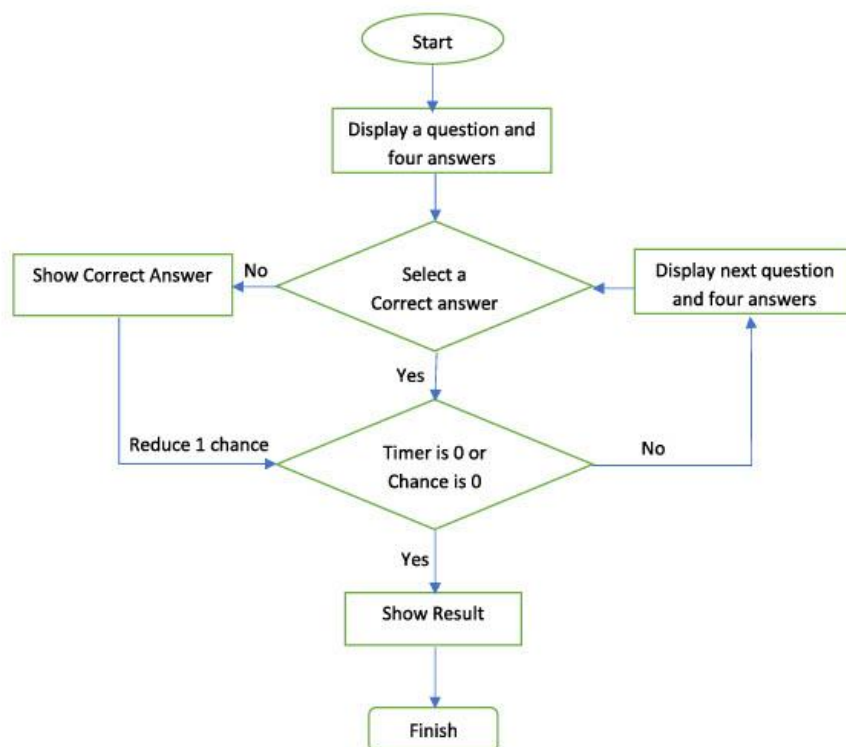 Start
Display a question and
four answers
Select a
Correct answer
No
Show Correct Answer
Display next question
and four answers
Yes
Reduce 1 chance
Timer is 0 or
Chance is 0
No
Yes
Show Result
Finish